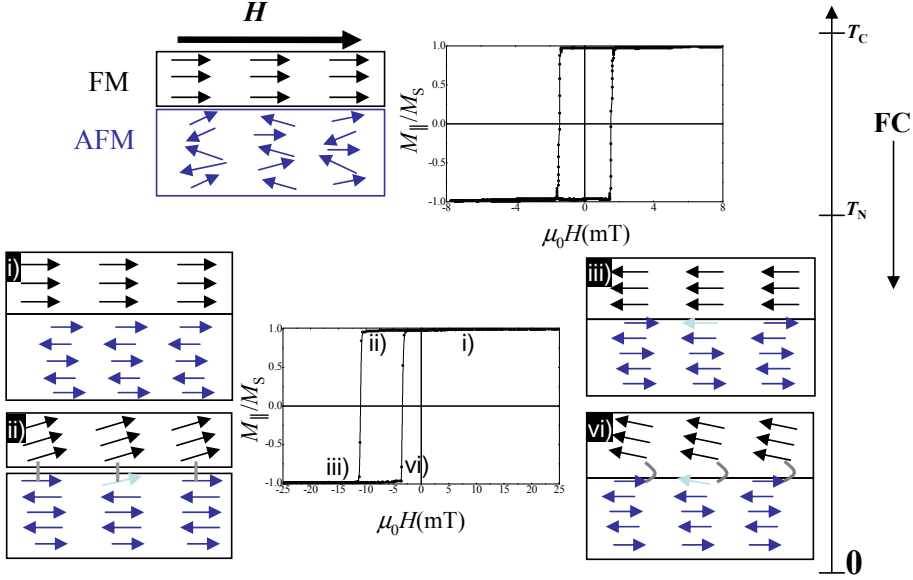 H
FM
AFM
1.0
0.5
0.0
-0.5
-1.0
M∥/MS
-8 -4 0 4 8
μ0H(mT)
TC
FC
TN
0
i)
ii)
1.0
0.5
0.0
-0.5
-1.0
M∥/MS
ii) i)
iii) vi)
-25 -20 -15 -10 -5 0 5 10 15 20 25
μ0H(mT)
iii)
vi)